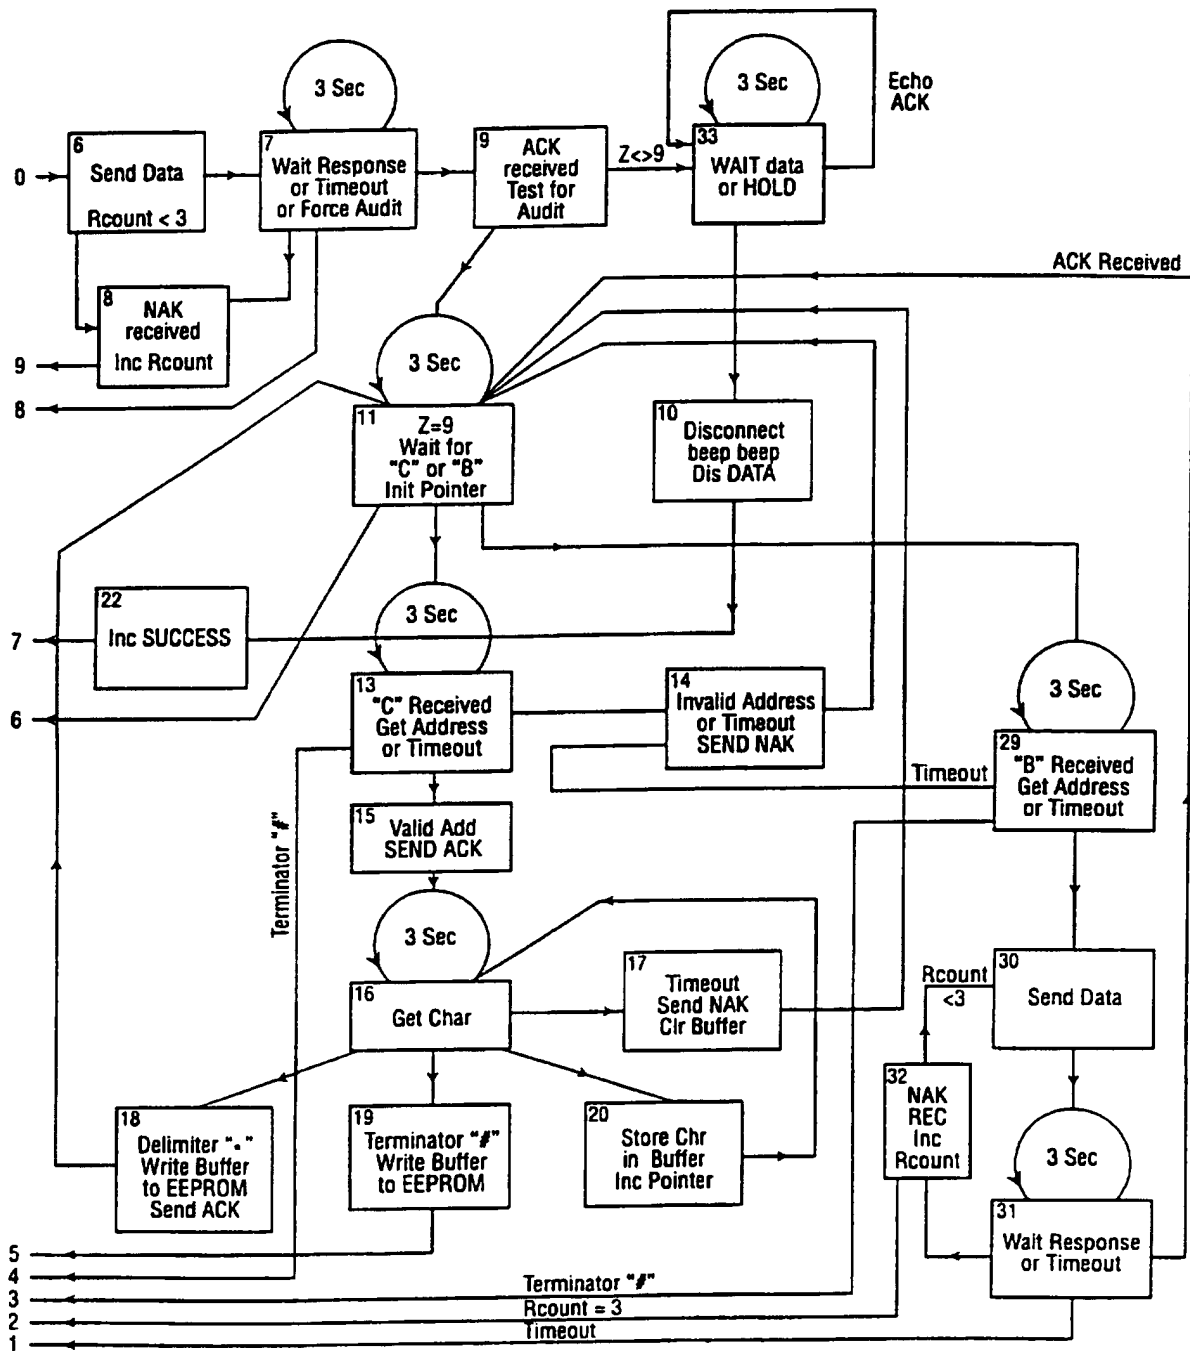 3 Sec
3 Sec
Echo
ACK
6
Send Data
Rcount < 3
7
Wait Response
or Timeout
or Force Audit
9
ACK
received
Test for
Audit
Z<>9
33
WAIT data
or HOLD
0
ACK Received
8
NAK
received
Inc Rcount
9
8
3 Sec
11
Z=9
Wait for
"C" or "B"
Init Pointer
10
Disconnect
beep beep
Dis DATA
22
Inc SUCCESS
7
6
3 Sec
13
"C" Received
Get Address
or Timeout
14
Invalid Address
or Timeout
SEND NAK
3 Sec
29
"B" Received
Get Address
or Timeout
Timeout
Terminator "#"
15
Valid Add
SEND ACK
3 Sec
16
Get Char
17
Timeout
Send NAK
Clr Buffer
Rcount
<3
30
Send Data
32
NAK
REC
Inc
Rcount
3 Sec
18
Delimiter "*"
Write Buffer
to EEPROM
Send ACK
19
Terminator "#"
Write Buffer
to EEPROM
20
Store Chr
in Buffer
Inc Pointer
31
Wait Response
or Timeout
5
4
3
Terminator "#"
2
Rcount = 3
1
Timeout